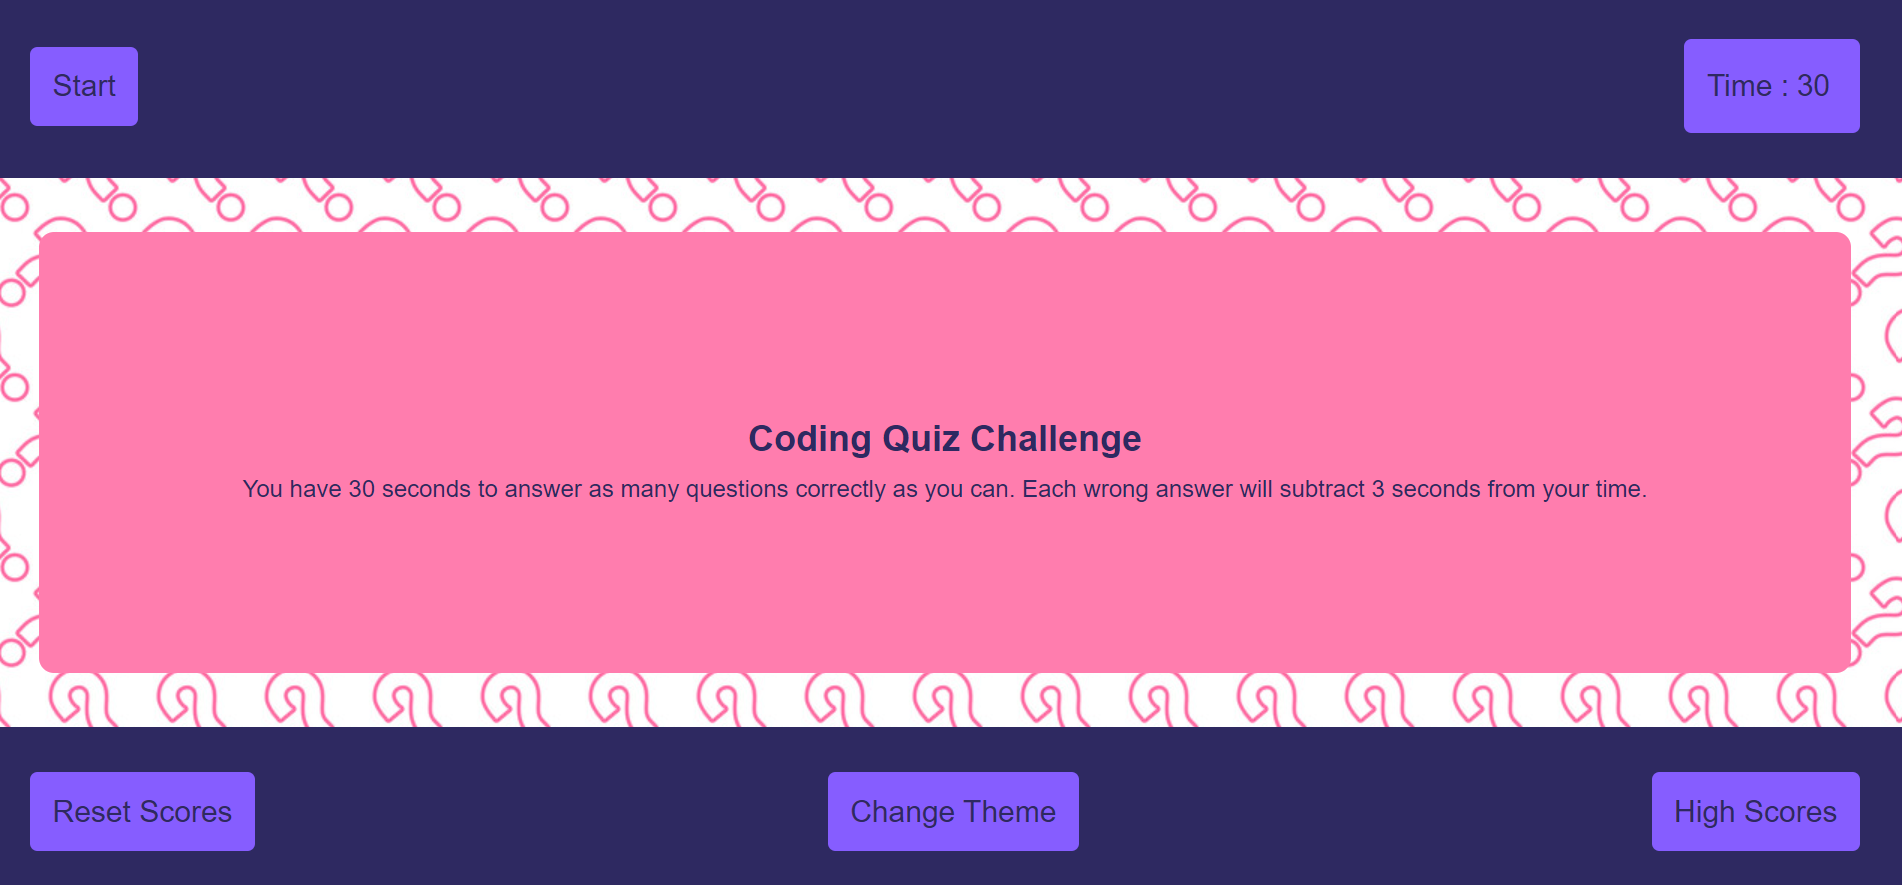 Start
Time : 30
Coding Quiz Challenge
You have 30 seconds to answer as many questions correctly as you can. Each wrong answer will subtract 3 seconds from your time.
Reset Scores
Change Theme
High Scores